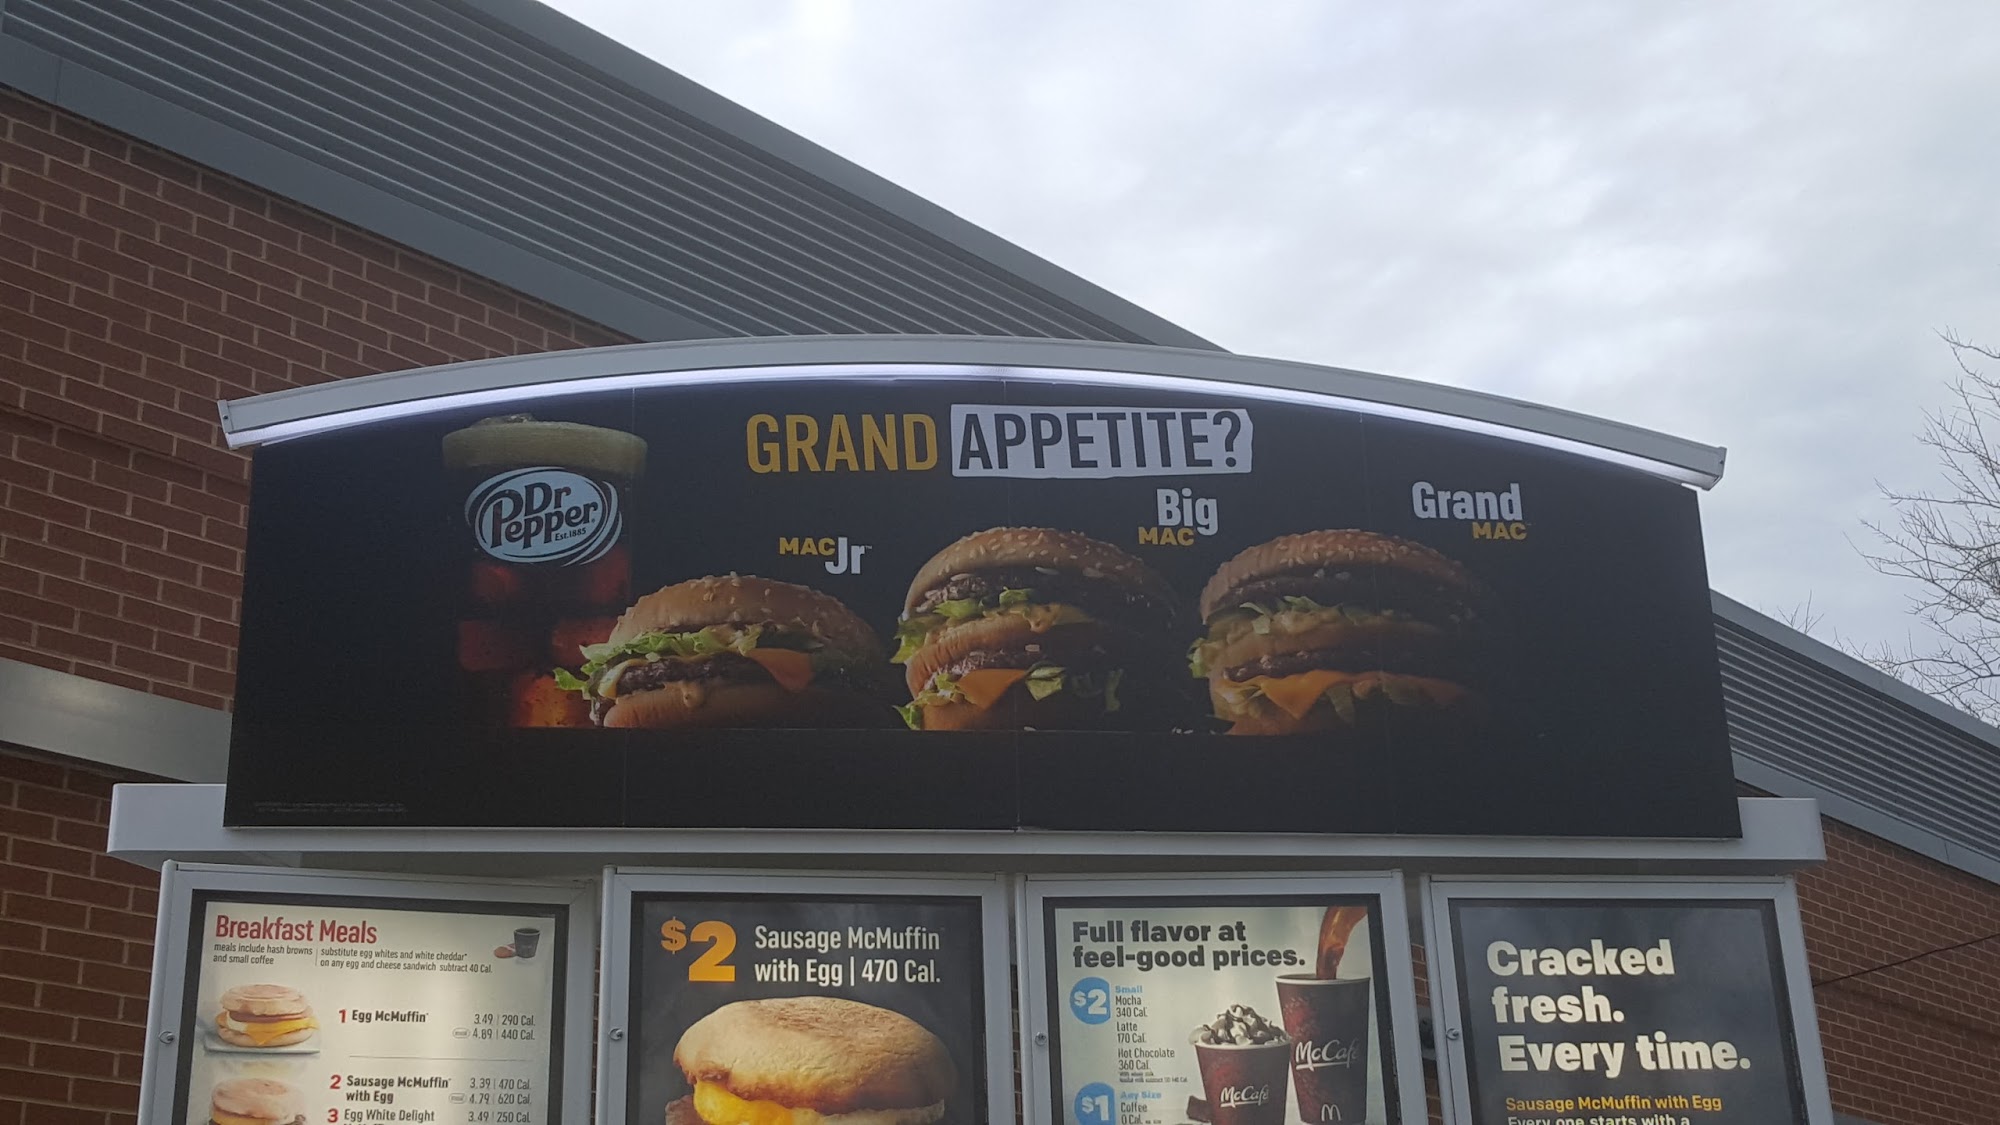 GRAND APPETITE?
Dr
Pepper
Est.1885
MAC Jr™
Big
MAC
Grand
MAC
Breakfast Meals
meals include hash browns
and small coffee
substitute egg whites and white cheddar*
on any egg and cheese sandwich subtract 40 Cal.
1 Egg McMuffin® 3.49 | 290 Cal.
4.89 | 440 Cal.
2 Sausage McMuffin® 3.39 | 470 Cal.
with Egg 4.79 | 620 Cal.
3 Egg White Delight 3.49 | 250 Cal.
$2 Sausage McMuffin
with Egg | 470 Cal.
Full flavor at
feel-good prices.
$2 Small
Mocha
340 Cal.
Latte
170 Cal.
Hot Chocolate
360 Cal.
$1 Any Size
Coffee
0 Cal.
McCafé
McCafé
Cracked
fresh.
Every time.
Sausage McMuffin® with Egg
Every one starts with a